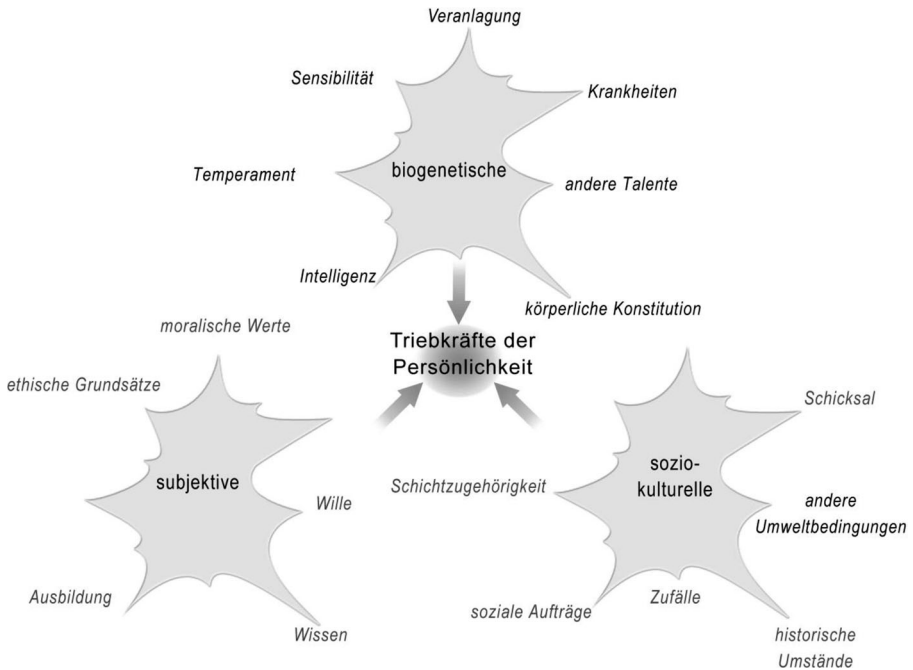 Veranlagung
Sensibilität
Krankheiten
Temperament
biogenetische
andere Talente
Intelligenz
körperliche Konstitution
Triebkräfte der
Persönlichkeit
moralische Werte
ethische Grundsätze
subjektive
Wille
Ausbildung
Wissen
Schicksal
Schichtzugehörigkeit
sozio-
kulturelle
andere
Umweltbedingungen
soziale Aufträge
Zufälle
historische
Umstände